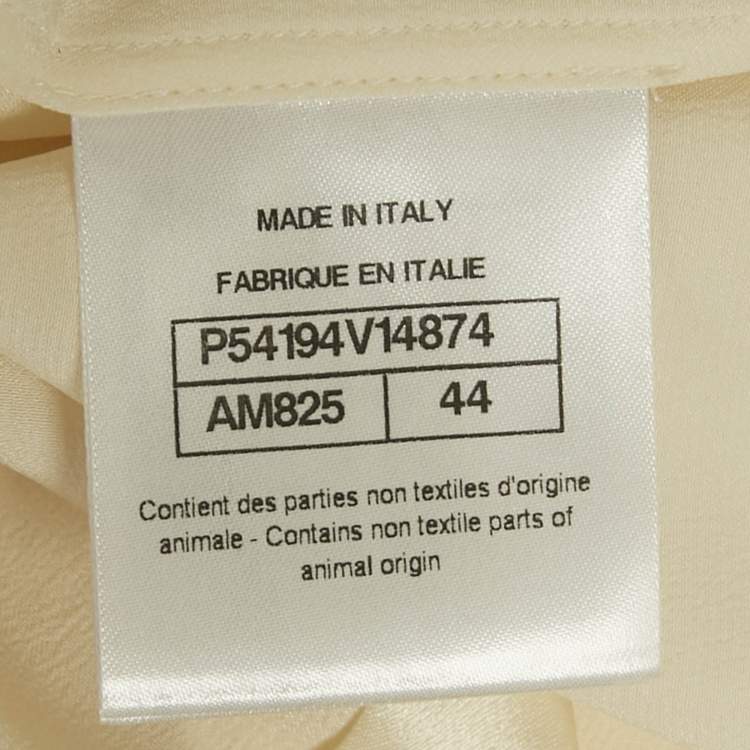 MADE IN ITALY
FABRIQUE EN ITALIE
P54194V14874
AM825 44
Contient des parties non textiles d'origine
animale - Contains non textile parts of
animal origin